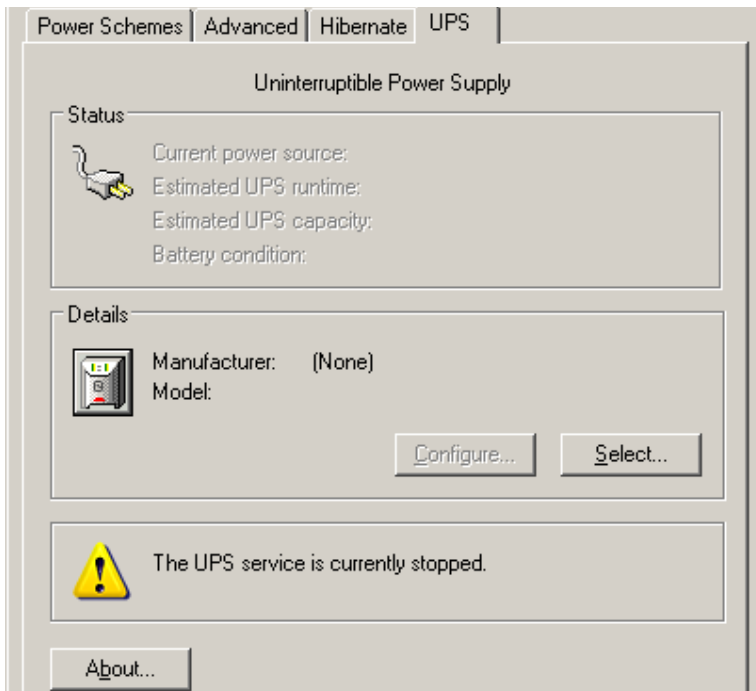 Power Schemes Advanced Hibernate UPS
Uninterruptible Power Supply
Status
Current power source:
Estimated UPS runtime:
Estimated UPS capacity:
Battery condition:
Details
Manufacturer: (None)
Model:
Configure... Select...
The UPS service is currently stopped.
About...